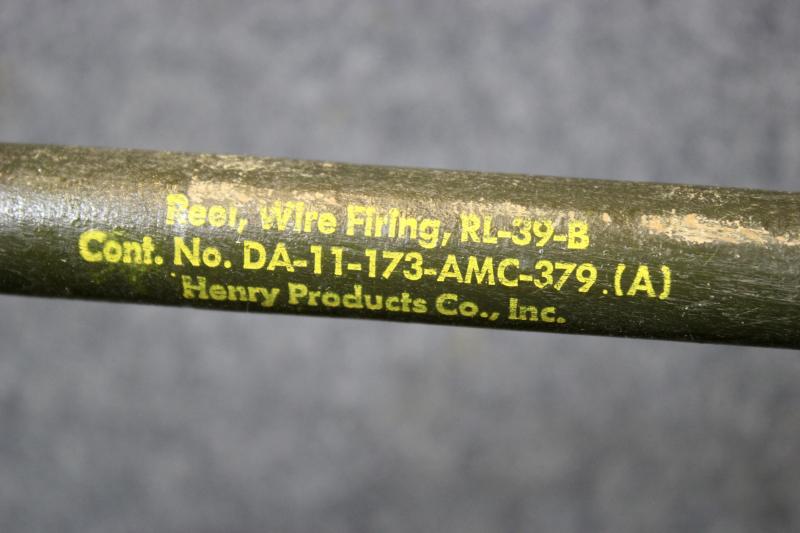 Reel, Wire Firing, RL-39-B
Cont. No. DA-11-173-AMC-379.(A)
Henry Products Co., Inc.